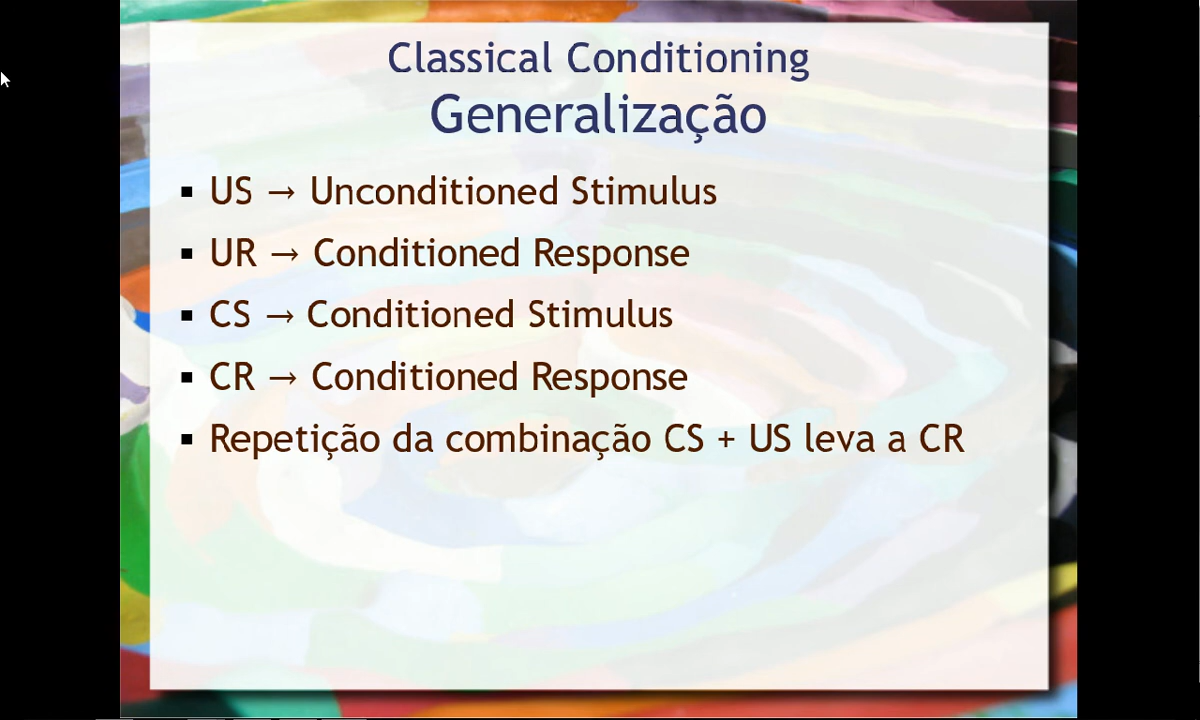 Classical Conditioning
Generalização
▪ US → Unconditioned Stimulus
▪ UR → Conditioned Response
▪ CS → Conditioned Stimulus
▪ CR → Conditioned Response
▪ Repetição da combinação CS + US leva a CR